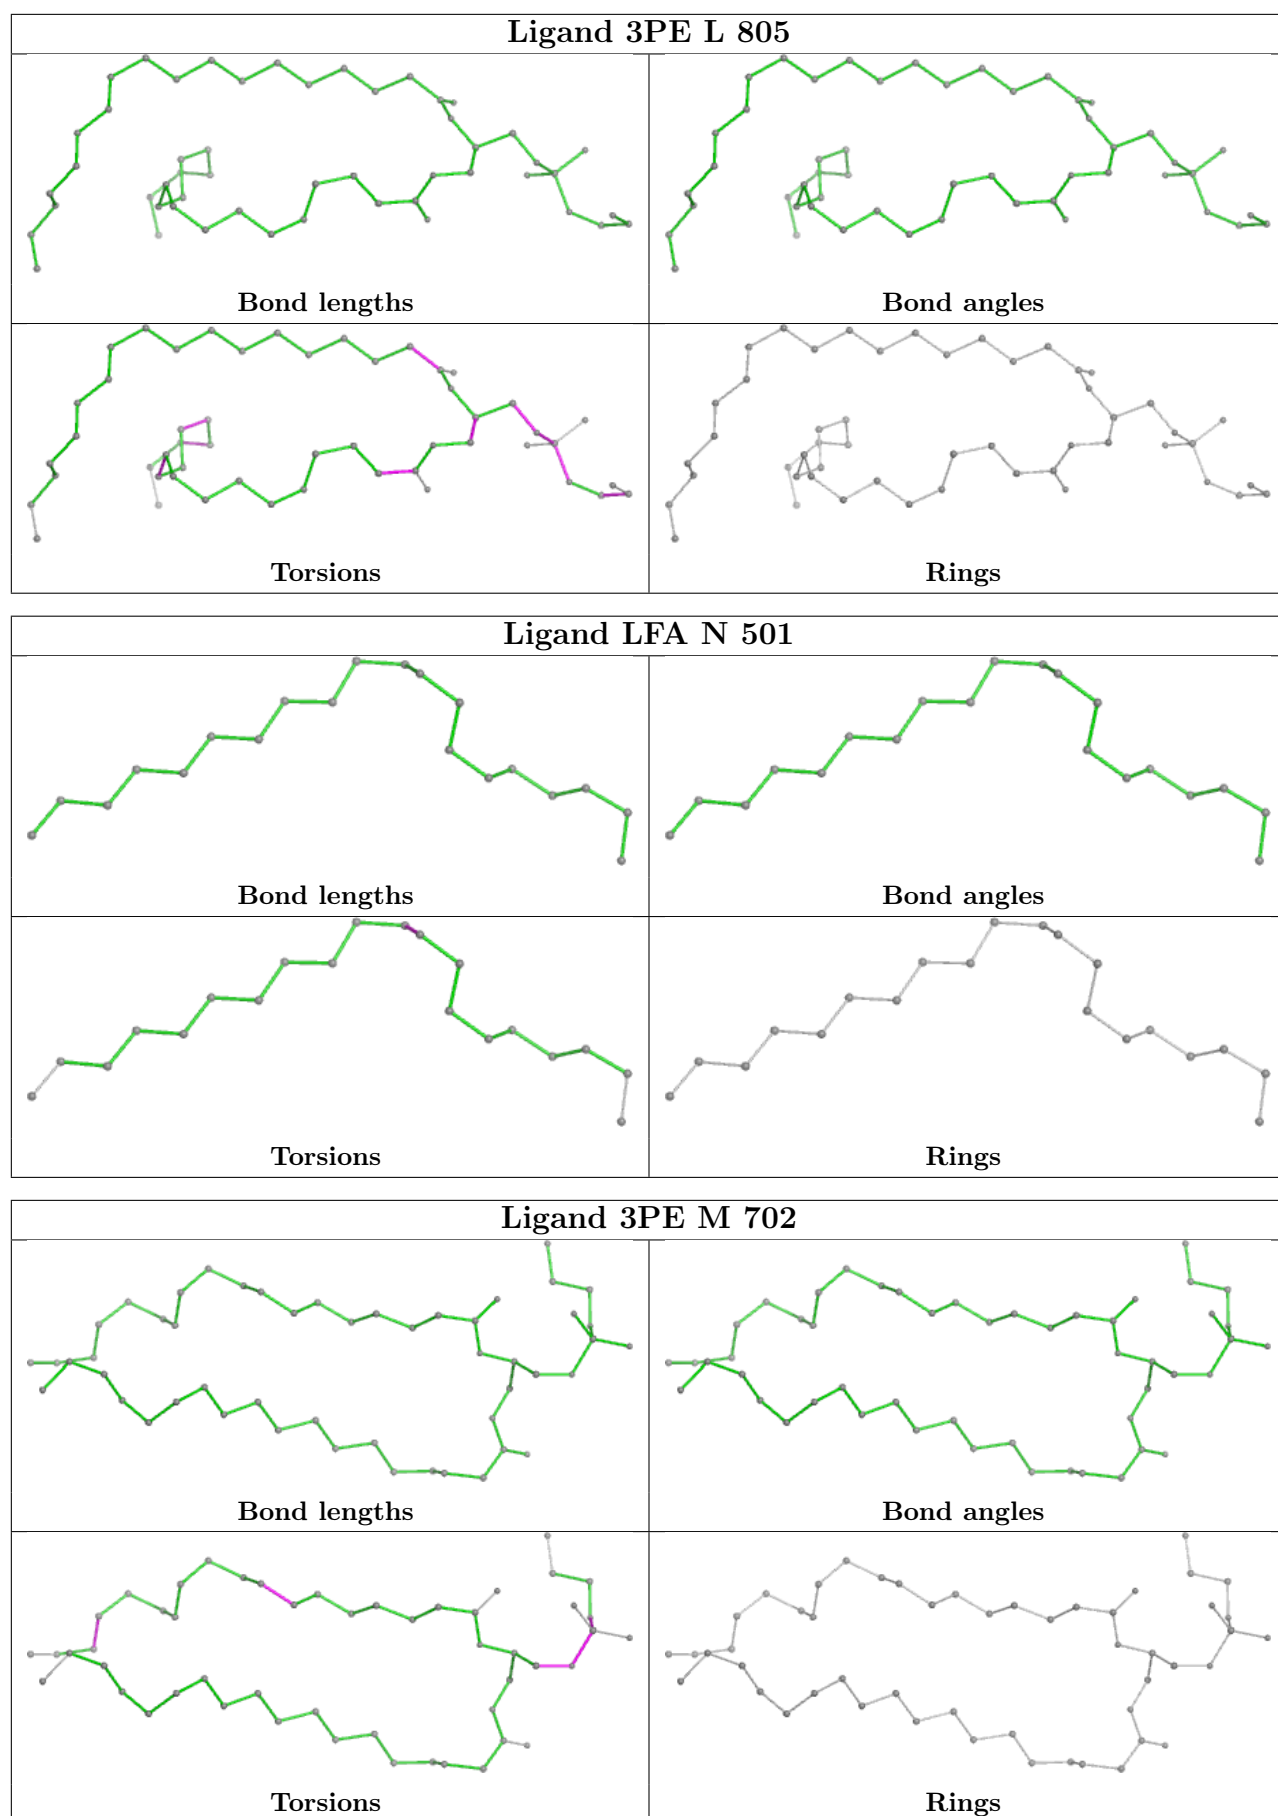 Ligand 3PE L 805
Bond lengths
Bond angles
Torsions
Rings
Ligand LFA N 501
Bond lengths
Bond angles
Torsions
Rings
Ligand 3PE M 702
Bond lengths
Bond angles
Torsions
Rings